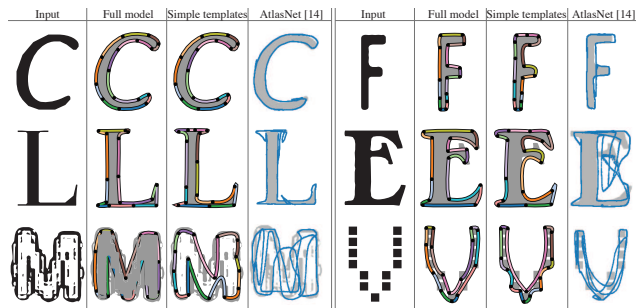 Input Full model Simple templates AtlasNet [14] Input Full model Simple templates AtlasNet [14]
C C C C F F F F
L L L L E E E E
M M N M V V V V